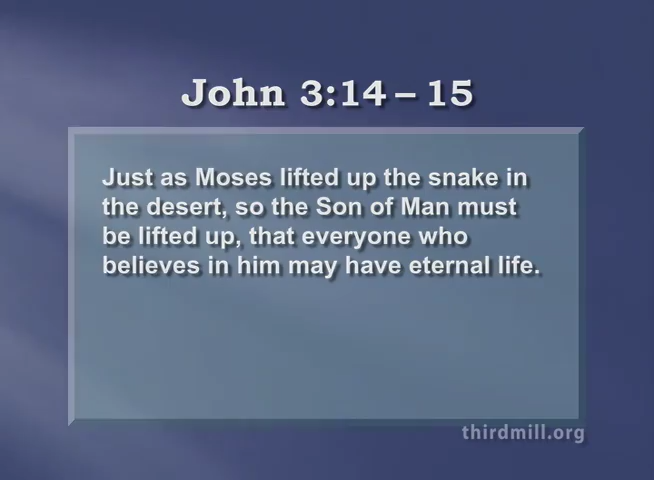 John 3:14 – 15
Just as Moses lifted up the snake in
the desert, so the Son of Man must
be lifted up, that everyone who
believes in him may have eternal life.
thirdmill.org